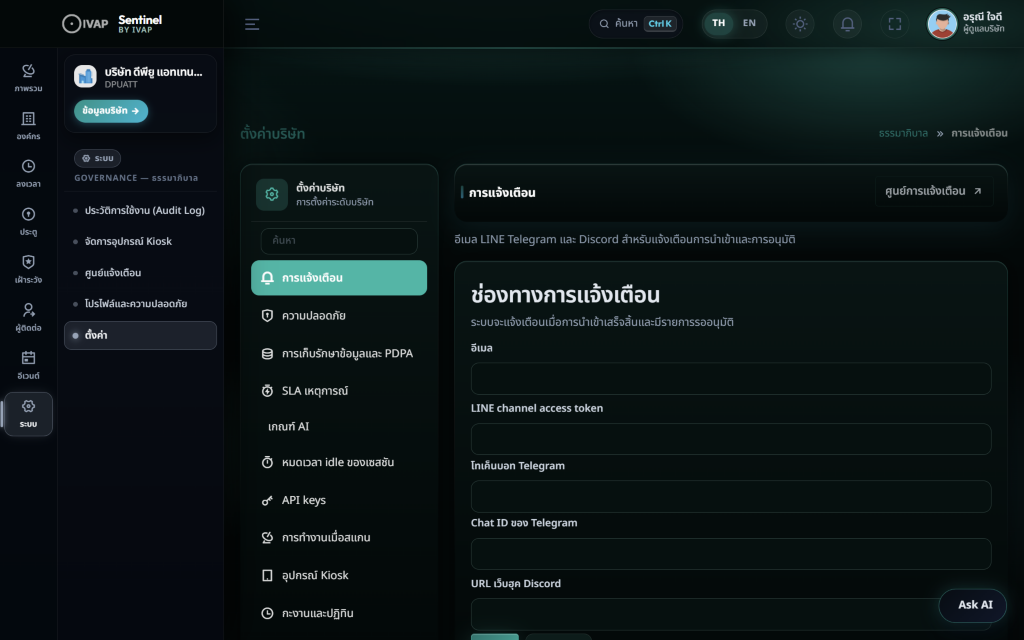 IVAP
Sentinel
BY IVAP
ค้นหา
Ctrl K
TH
EN
อรุณี ใจดี
ผู้ดูแลบริษัท
ภาพรวม
องค์กร
ลงเวลา
ประตู
เฝ้าระวัง
ผู้ติดต่อ
อีเวนต์
ระบบ
บริษัท ดีพียู แอทเทน...
DPUATT
ข้อมูลบริษัท →
ระบบ
GOVERNANCE — ธรรมาภิบาล
ประวัติการใช้งาน (Audit Log)
จัดการอุปกรณ์ Kiosk
ศูนย์แจ้งเตือน
โปรไฟล์และความปลอดภัย
ตั้งค่า
ตั้งค่าบริษัท
ธรรมาภิบาล » การแจ้งเตือน
ตั้งค่าบริษัท
การตั้งค่าระดับบริษัท
ค้นหา
การแจ้งเตือน
ความปลอดภัย
การเก็บรักษาข้อมูลและ PDPA
SLA เหตุการณ์
เกณฑ์ AI
หมดเวลา idle ของเซสชัน
API keys
การทำงานเมื่อสแกน
อุปกรณ์ Kiosk
กะงานและปฏิทิน
การแจ้งเตือน
ศูนย์การแจ้งเตือน
อีเมล LINE Telegram และ Discord สำหรับแจ้งเตือนการนำเข้าและการอนุมัติ
ช่องทางการแจ้งเตือน
ระบบจะแจ้งเตือนเมื่อการนำเข้าเสร็จสิ้นและมีรายการรออนุมัติ
อีเมล
LINE channel access token
โทเค็นบอท Telegram
Chat ID ของ Telegram
URL เว็บฮุค Discord
Ask AI